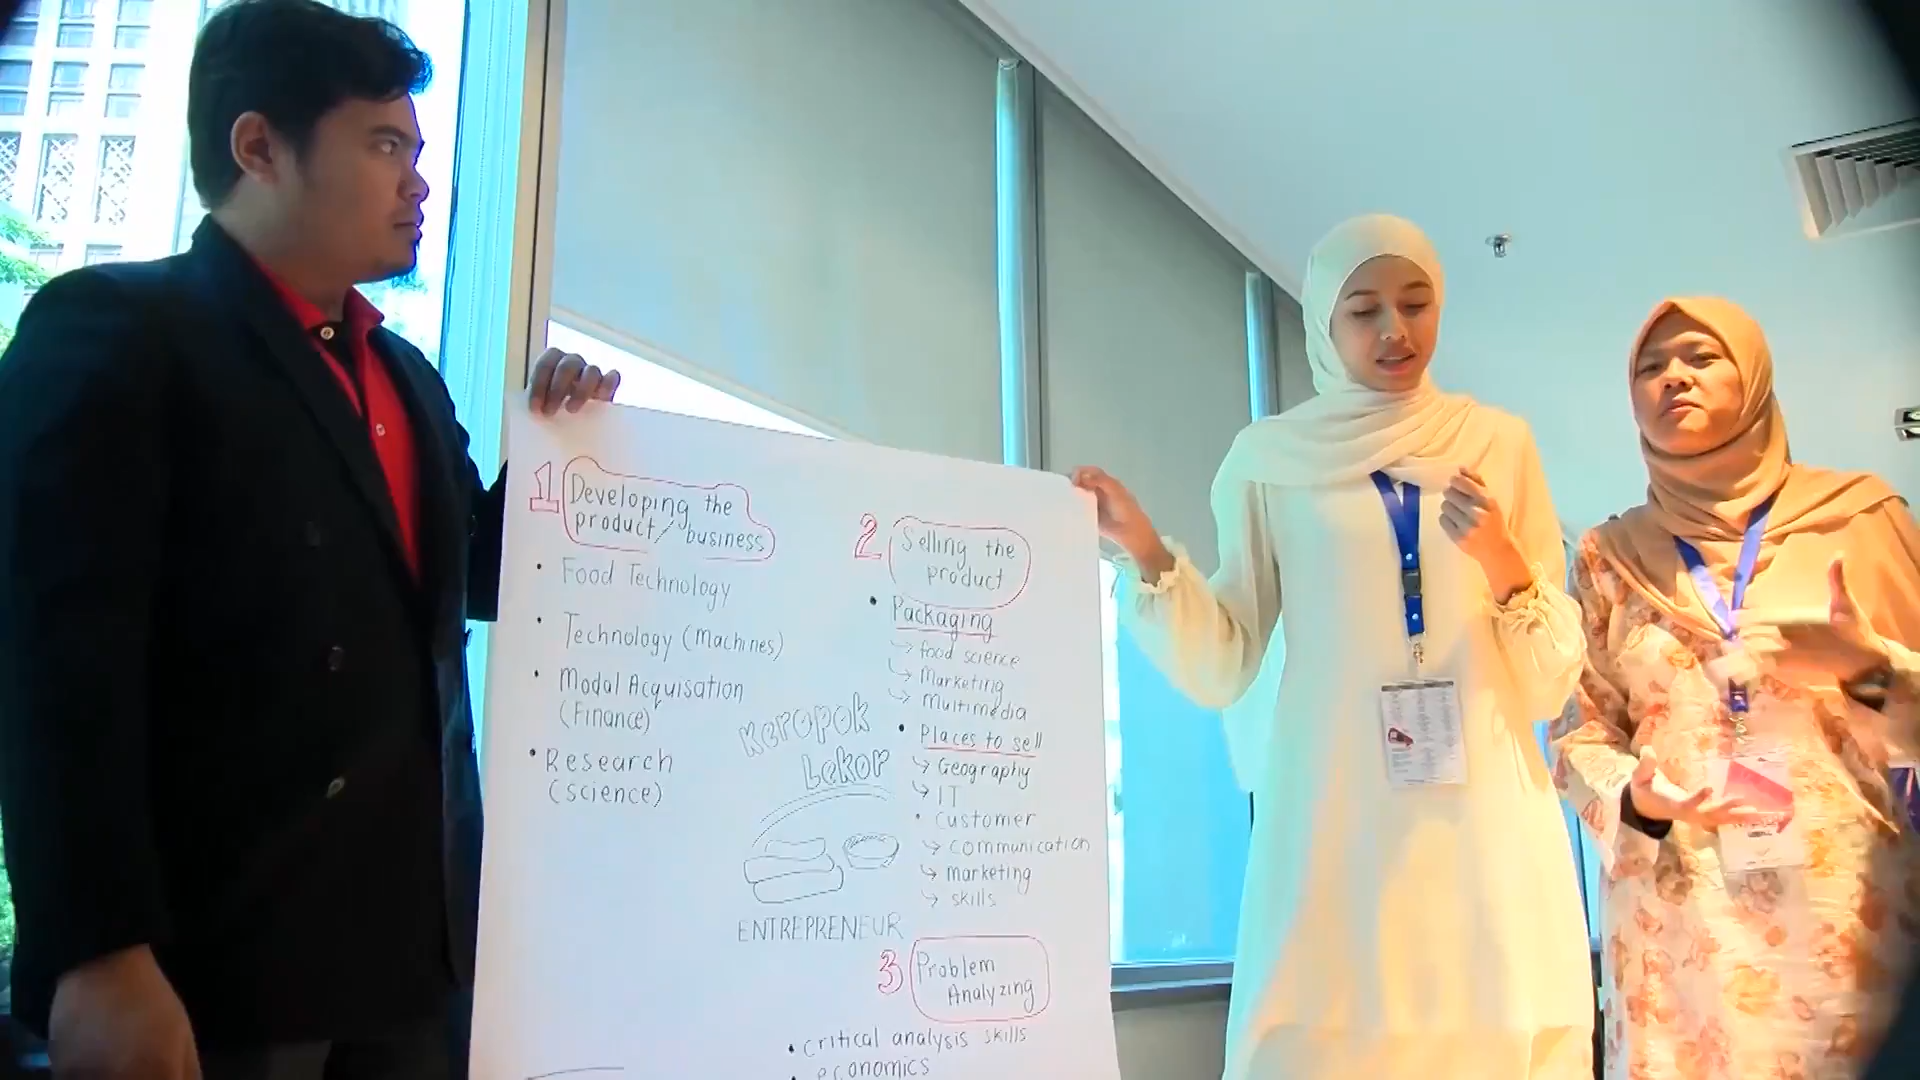 1 Developing the
product / business
• Food Technology
• Technology (Machines)
• Modal Acquisation
(Finance)
• Research
(science)
Keropok
Lekor
ENTREPRENEUR
2 Selling the
product
• Packaging
↳ food science
↳ Marketing
↳ Multimedia
• Places to sell
↳ Geography
↳ IT
• customer
↳ communication
↳ marketing
↳ skills
3 Problem
Analyzing
• critical analysis skills
• economics